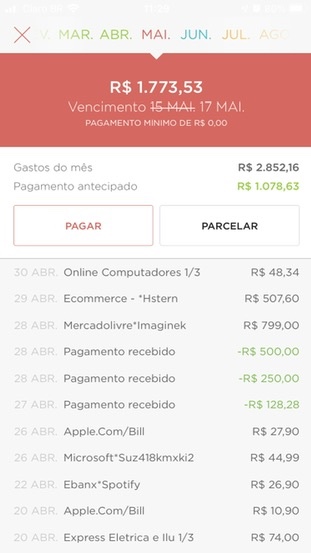 MAR. ABR. MAI. JUN. JUL. AGO
R$ 1.773,53
Vencimento 15 MAI. 17 MAI.
PAGAMENTO MÍNIMO DE R$ 0,00
Gastos do mês R$ 2.852,16
Pagamento antecipado R$ 1.078,63
PAGAR PARCELAR
30 ABR. Online Computadores 1/3 R$ 48,34
29 ABR. Ecommerce - *Hstern R$ 507,60
28 ABR. Mercadolivre*Imaginek R$ 799,00
28 ABR. Pagamento recebido -R$ 500,00
28 ABR. Pagamento recebido -R$ 250,00
27 ABR. Pagamento recebido -R$ 128,28
26 ABR. Apple.Com/Bill R$ 27,90
26 ABR. Microsoft*Suz418kmxki2 R$ 44,99
22 ABR. Ebanx*Spotify R$ 26,90
20 ABR. Apple.Com/Bill R$ 10,90
20 ABR. Express Eletrica e Ilu 1/3 R$ 74,00